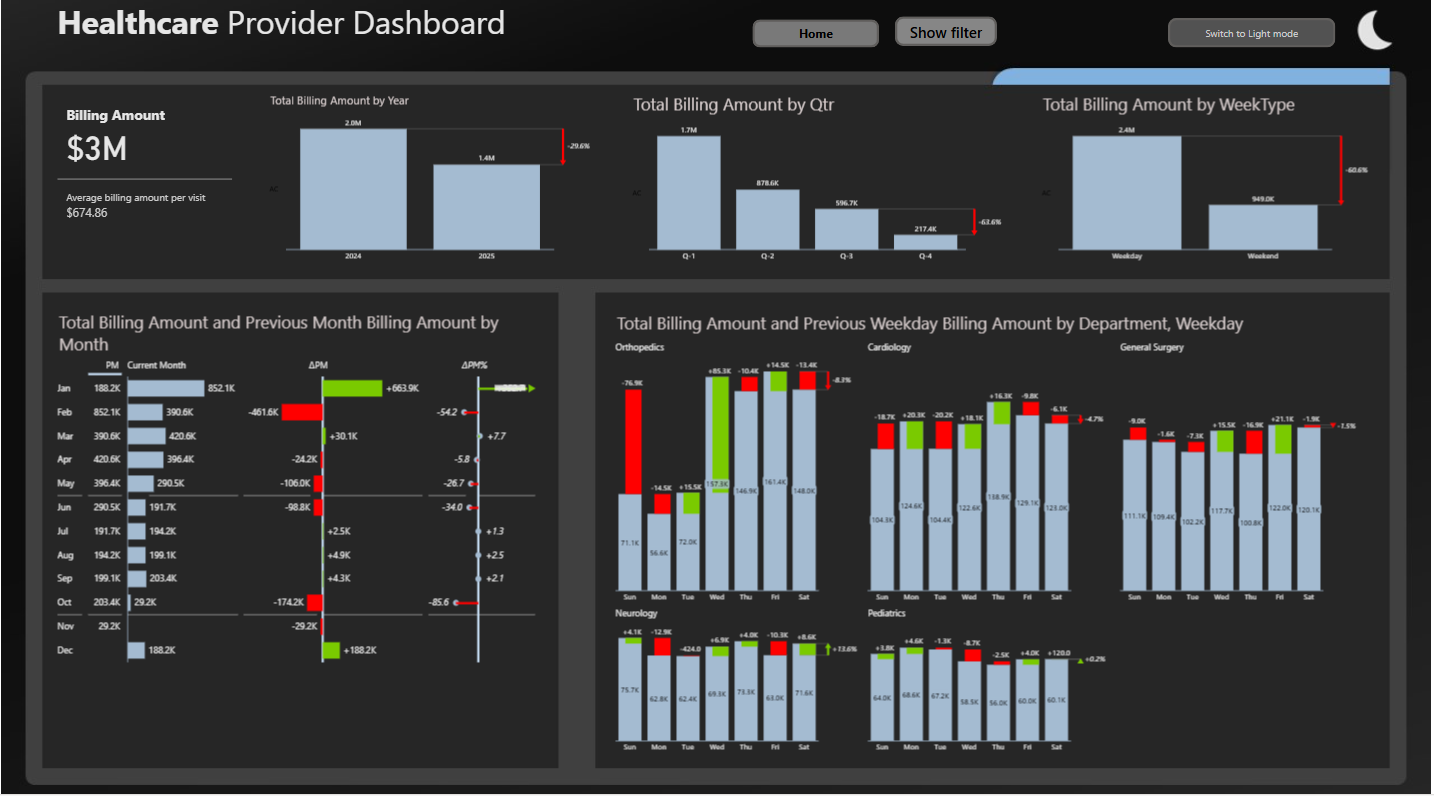 Healthcare Provider Dashboard
Home
Show filter
Switch to Light mode
Billing Amount
$3M
Average billing amount per visit
$674.86
Total Billing Amount by Year
2.0M
1.4M
-29.6%
AC
2024 2025
Total Billing Amount by Qtr
1.7M
878.6K
596.7K
217.4K
-63.6%
AC
Q-1 Q-2 Q-3 Q-4
Total Billing Amount by WeekType
2.4M
949.0K
-60.6%
AC
Weekday Weekend
Total Billing Amount and Previous Month Billing Amount by
Month
PM Current Month ΔPM ΔPM%
Jan 188.2K 852.1K +663.9K
Feb 852.1K 390.6K -461.6K -54.2
Mar 390.6K 420.6K +30.1K +7.7
Apr 420.6K 396.4K -24.2K -5.8
May 396.4K 290.5K -106.0K -26.7
Jun 290.5K 191.7K -98.8K -34.0
Jul 191.7K 194.2K +2.5K +1.3
Aug 194.2K 199.1K +4.9K +2.5
Sep 199.1K 203.4K +4.3K +2.1
Oct 203.4K 29.2K -174.2K -85.6
Nov 29.2K -29.2K
Dec 188.2K +188.2K
Total Billing Amount and Previous Weekday Billing Amount by Department, Weekday
Orthopedics
-76.9K -14.5K +15.5K +85.3K -10.4K +14.5K -13.4K
-8.3%
71.1K 56.6K 72.0K 157.3K 146.9K 161.4K 148.0K
Sun Mon Tue Wed Thu Fri Sat
Cardiology
-18.7K +20.3K -20.2K +18.1K +16.3K -9.8K -6.1K
-4.7%
104.3K 124.6K 104.4K 122.6K 138.9K 129.1K 123.0K
Sun Mon Tue Wed Thu Fri Sat
General Surgery
-9.0K -1.6K -7.3K +15.5K -16.9K +21.1K -1.9K
-1.5%
111.1K 109.4K 102.2K 117.7K 100.8K 122.0K 120.1K
Sun Mon Tue Wed Thu Fri Sat
Neurology
+4.1K -12.9K -424.0 +6.9K +4.0K -10.3K +8.6K
+13.6%
75.7K 62.8K 62.4K 69.3K 73.3K 63.0K 71.6K
Sun Mon Tue Wed Thu Fri Sat
Pediatrics
+3.8K +4.6K -1.3K -8.7K -2.5K +4.0K +120.0
+0.2%
64.0K 68.6K 67.2K 58.5K 56.0K 60.0K 60.1K
Sun Mon Tue Wed Thu Fri Sat